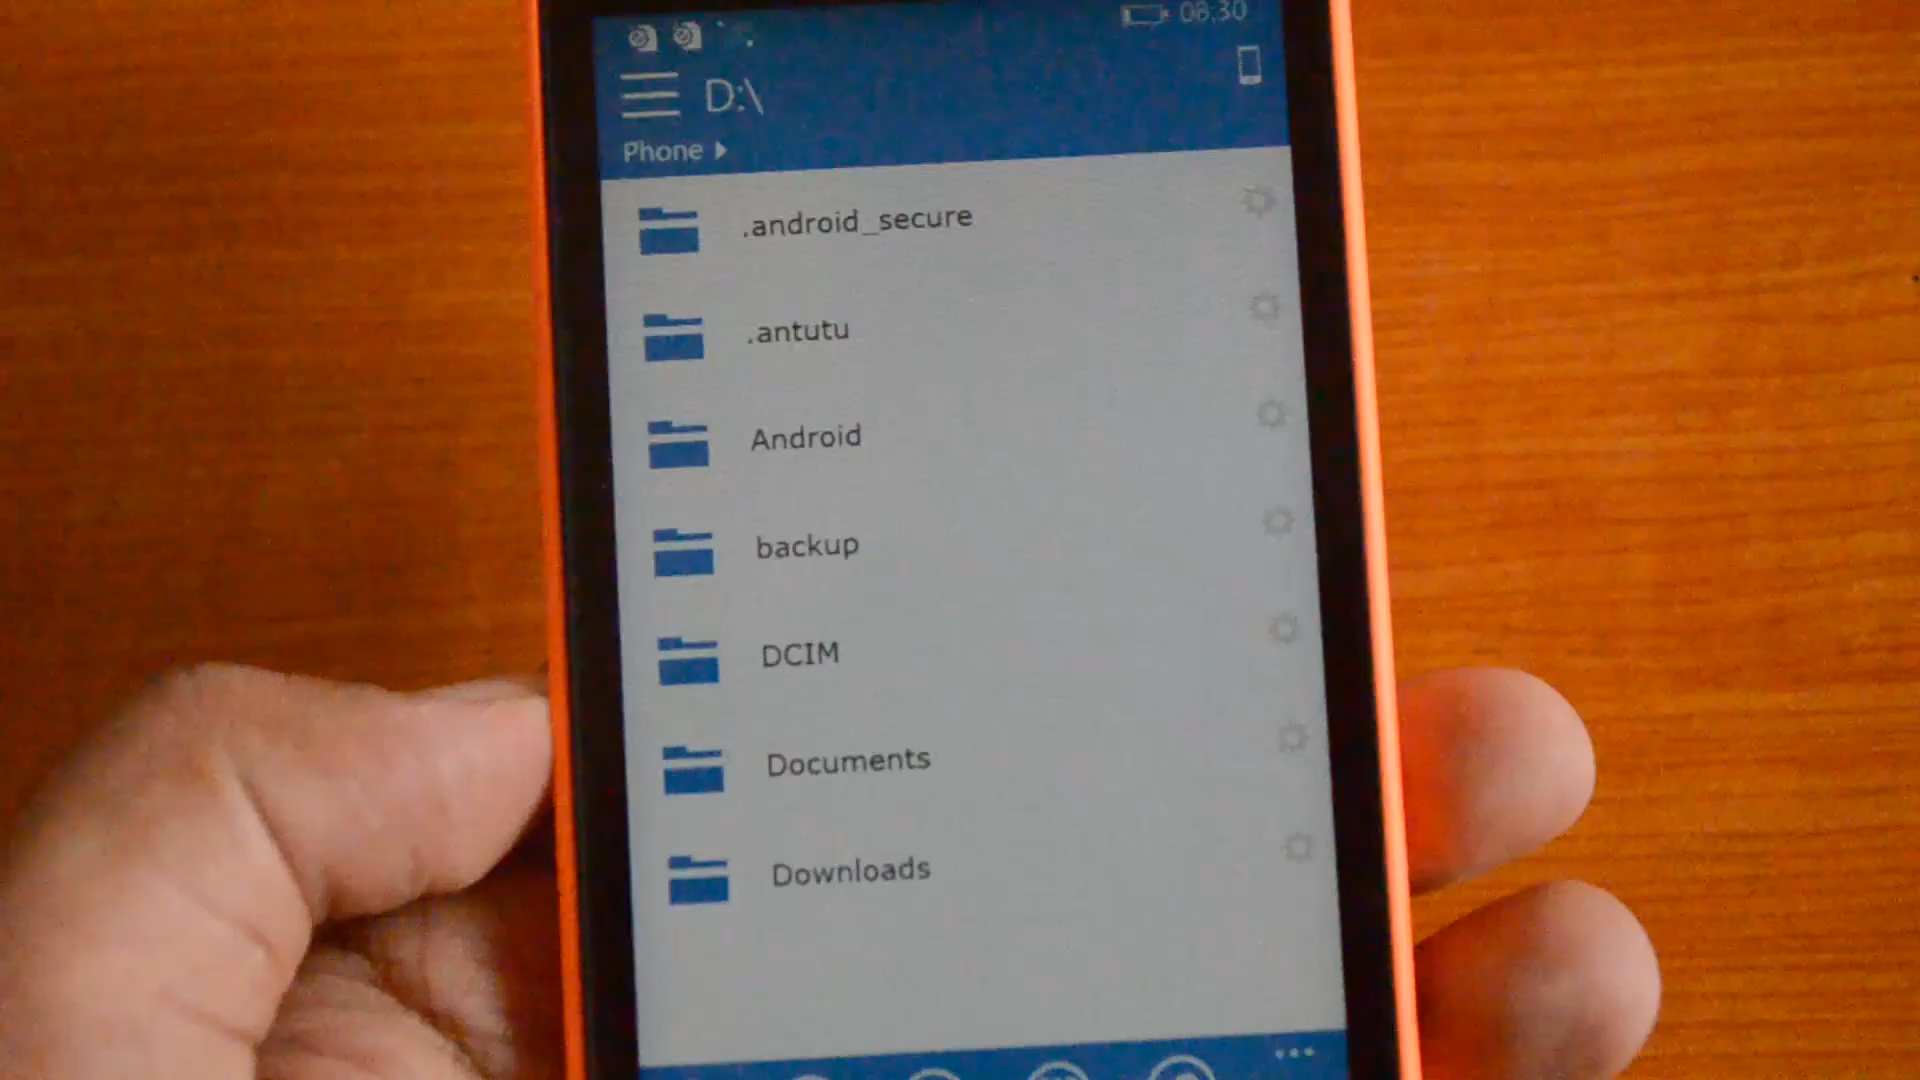 08:30
D:\
Phone
.android_secure
.antutu
Android
backup
DCIM
Documents
Downloads